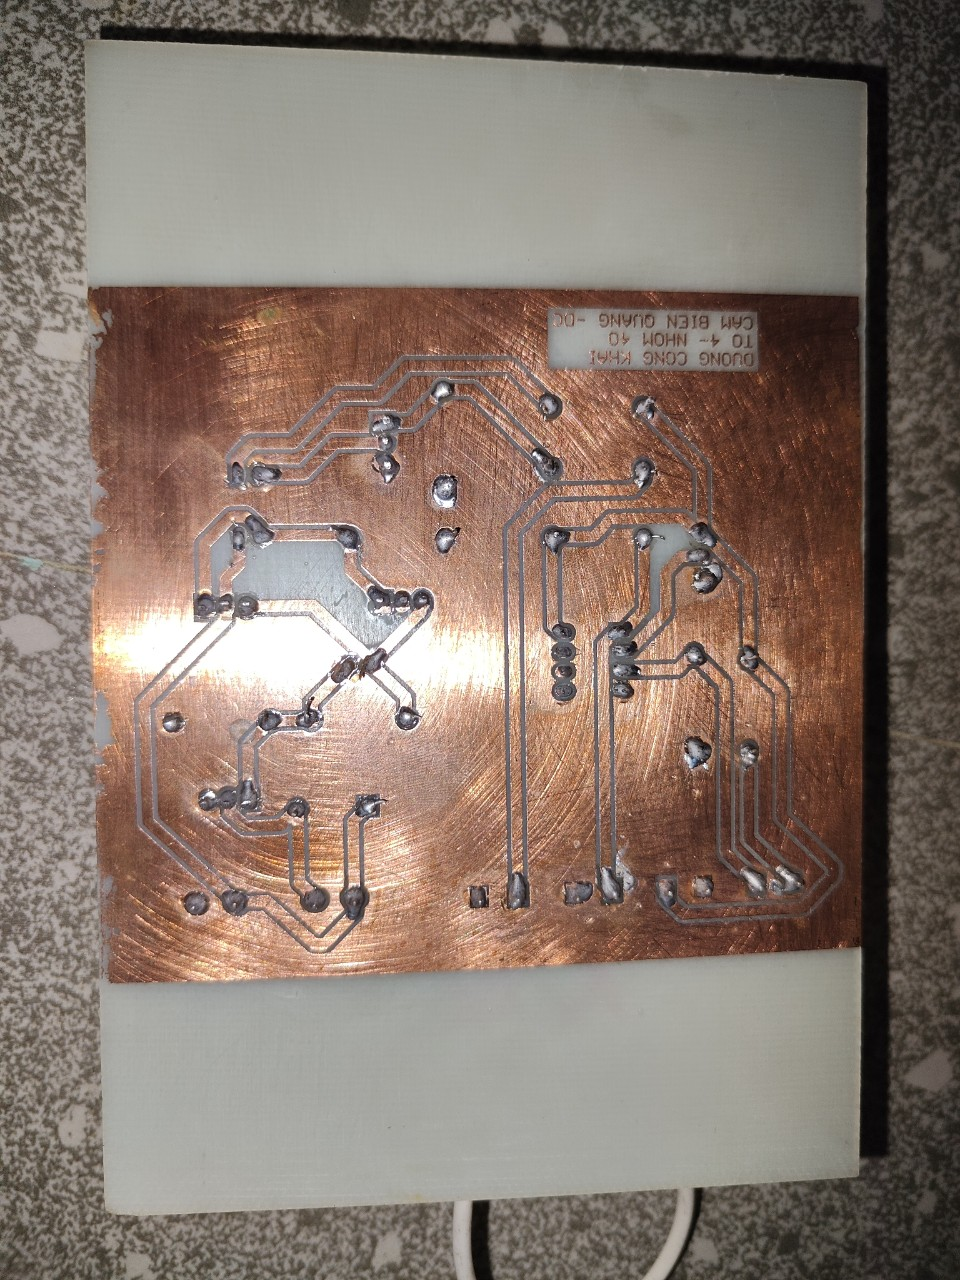 DUONG CONG KHAI
TO 4- NHOM 40
CAM BIEN QUANG -DC